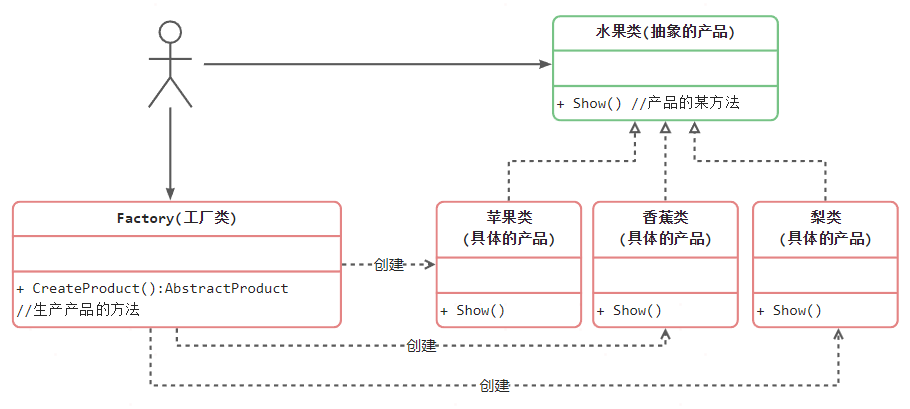 水果类(抽象的产品)
+ Show() //产品的某方法
Factory(工厂类)
+ CreateProduct():AbstractProduct
//生产产品的方法
创建
苹果类
(具体的产品)
+ Show()
香蕉类
(具体的产品)
+ Show()
梨类
(具体的产品)
+ Show()
创建
创建